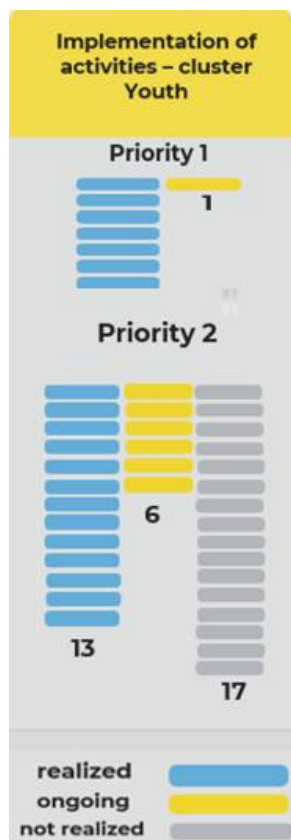 Implementation of
activities – cluster
Youth
Priority 1
1
Priority 2
6
13
17
realized
ongoing
not realized